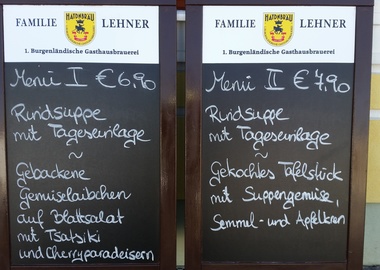 FAMILIE HATONBRÄU LEHNER
1. Burgenländische Gasthausbrauerei
Menü I € 6,90
Rindsuppe
mit Tageseinlage
~
Gebackene
Gemüselaibchen
auf Blattsalat
mit Tsatsiki
und Cherryparadeisern
FAMILIE HATONBRÄU LEHNER
1. Burgenländische Gasthausbrauerei
Menü II € 7,90
Rindsuppe
mit Tageseinlage
~
Gekochtes Tafelstück
mit Suppengemüse,
Semmel- und Apfelkren